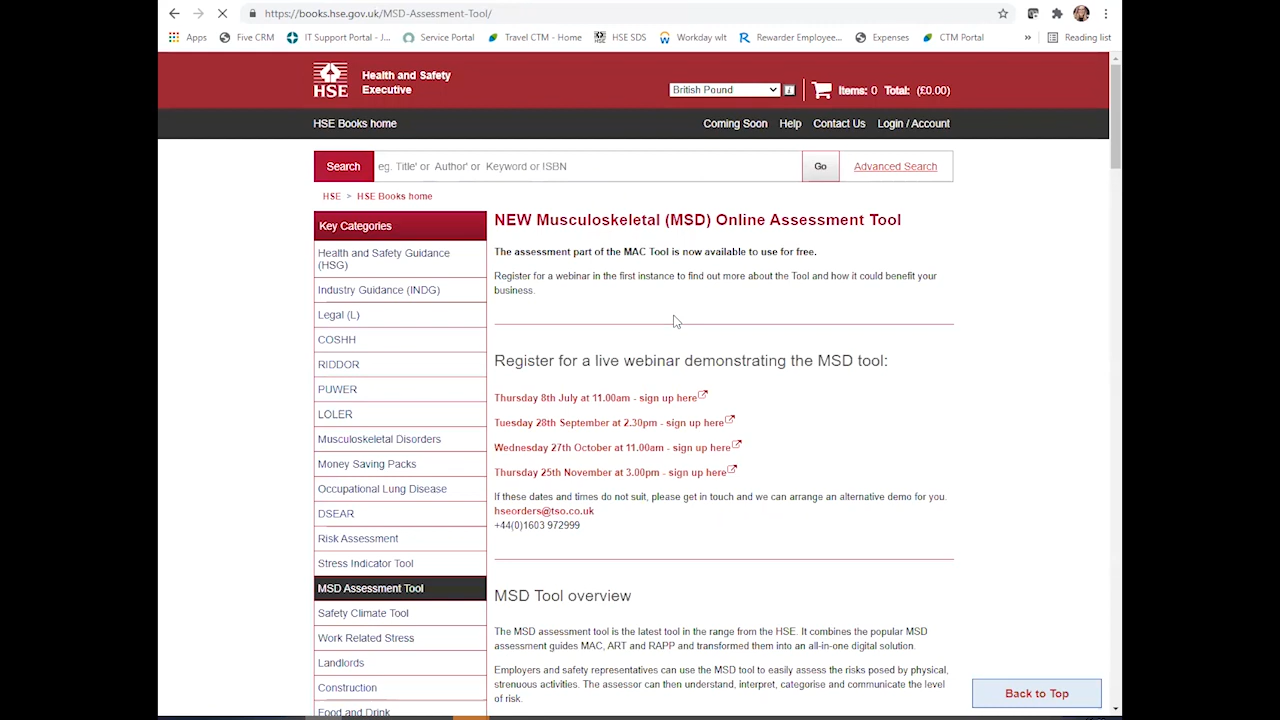 https://books.hse.gov.uk/MSD-Assessment-Tool/
Apps Five CRM IT Support Portal - J... Service Portal Travel CTM - Home HSE SDS Workday wlt Rewarder Employee... Expenses CTM Portal » Reading list
HSE
Health and Safety
Executive
British Pound
Items: 0 Total: (£0.00)
HSE Books home Coming Soon Help Contact Us Login / Account
Search eg. Title' or Author' or Keyword or ISBN Go Advanced Search
HSE > HSE Books home
Key Categories
Health and Safety Guidance
(HSG)
Industry Guidance (INDG)
Legal (L)
COSHH
RIDDOR
PUWER
LOLER
Musculoskeletal Disorders
Money Saving Packs
Occupational Lung Disease
DSEAR
Risk Assessment
Stress Indicator Tool
MSD Assessment Tool
Safety Climate Tool
Work Related Stress
Landlords
Construction
Food and Drink
NEW Musculoskeletal (MSD) Online Assessment Tool
The assessment part of the MAC Tool is now available to use for free.
Register for a webinar in the first instance to find out more about the Tool and how it could benefit your
business.
Register for a live webinar demonstrating the MSD tool:
Thursday 8th July at 11.00am - sign up here
Tuesday 28th September at 2.30pm - sign up here
Wednesday 27th October at 11.00am - sign up here
Thursday 25th November at 3.00pm - sign up here
If these dates and times do not suit, please get in touch and we can arrange an alternative demo for you.
hseorders@tso.co.uk
+44(0)1603 972999
MSD Tool overview
The MSD assessment tool is the latest tool in the range from the HSE. It combines the popular MSD
assessment guides MAC, ART and RAPP and transformed them into an all-in-one digital solution.
Employers and safety representatives can use the MSD tool to easily assess the risks posed by physical,
strenuous activities. The assessor can then understand, interpret, categorise and communicate the level
of risk.
Back to Top